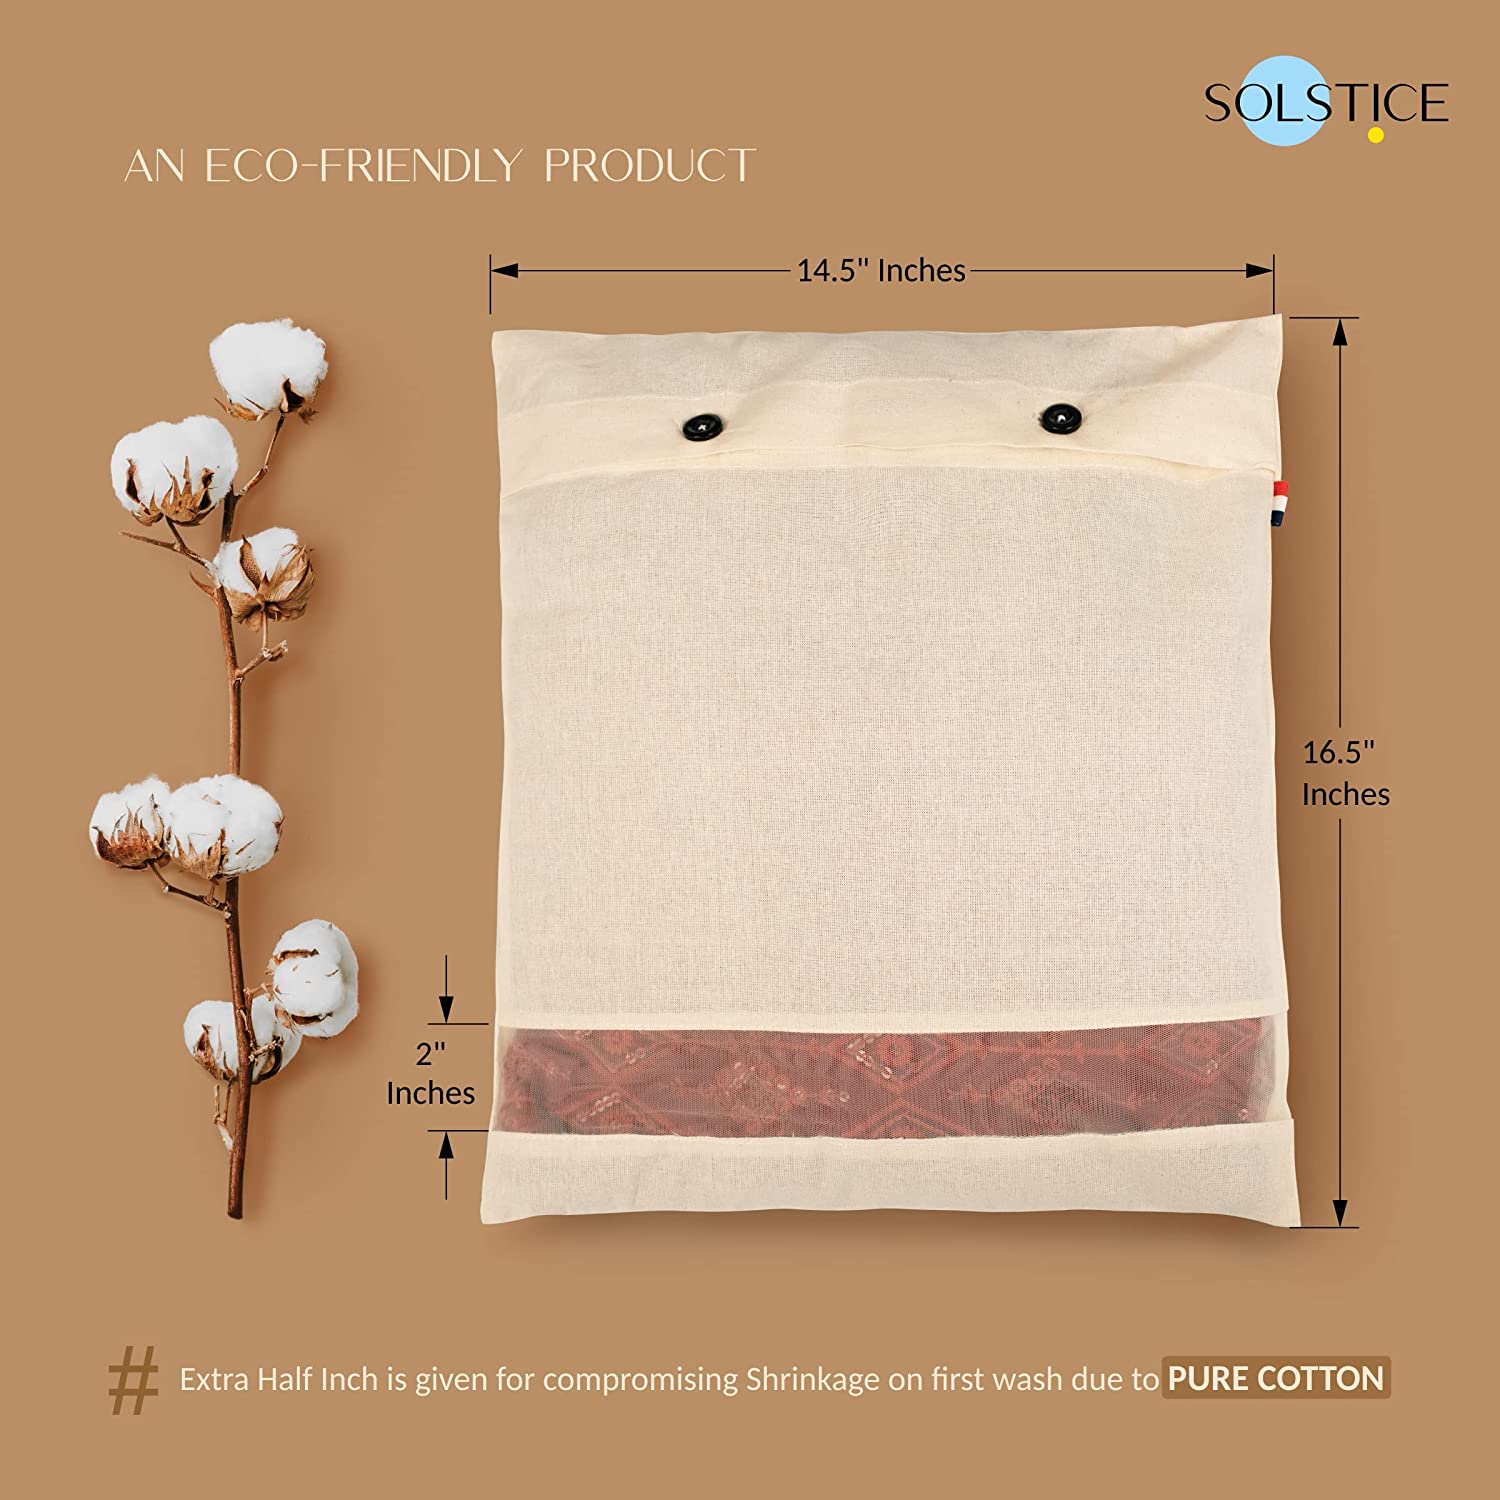 SOLSTICE
AN ECO-FRIENDLY PRODUCT
14.5" Inches
16.5"
Inches
2"
Inches
# Extra Half Inch is given for compromising Shrinkage on first wash due to PURE COTTON